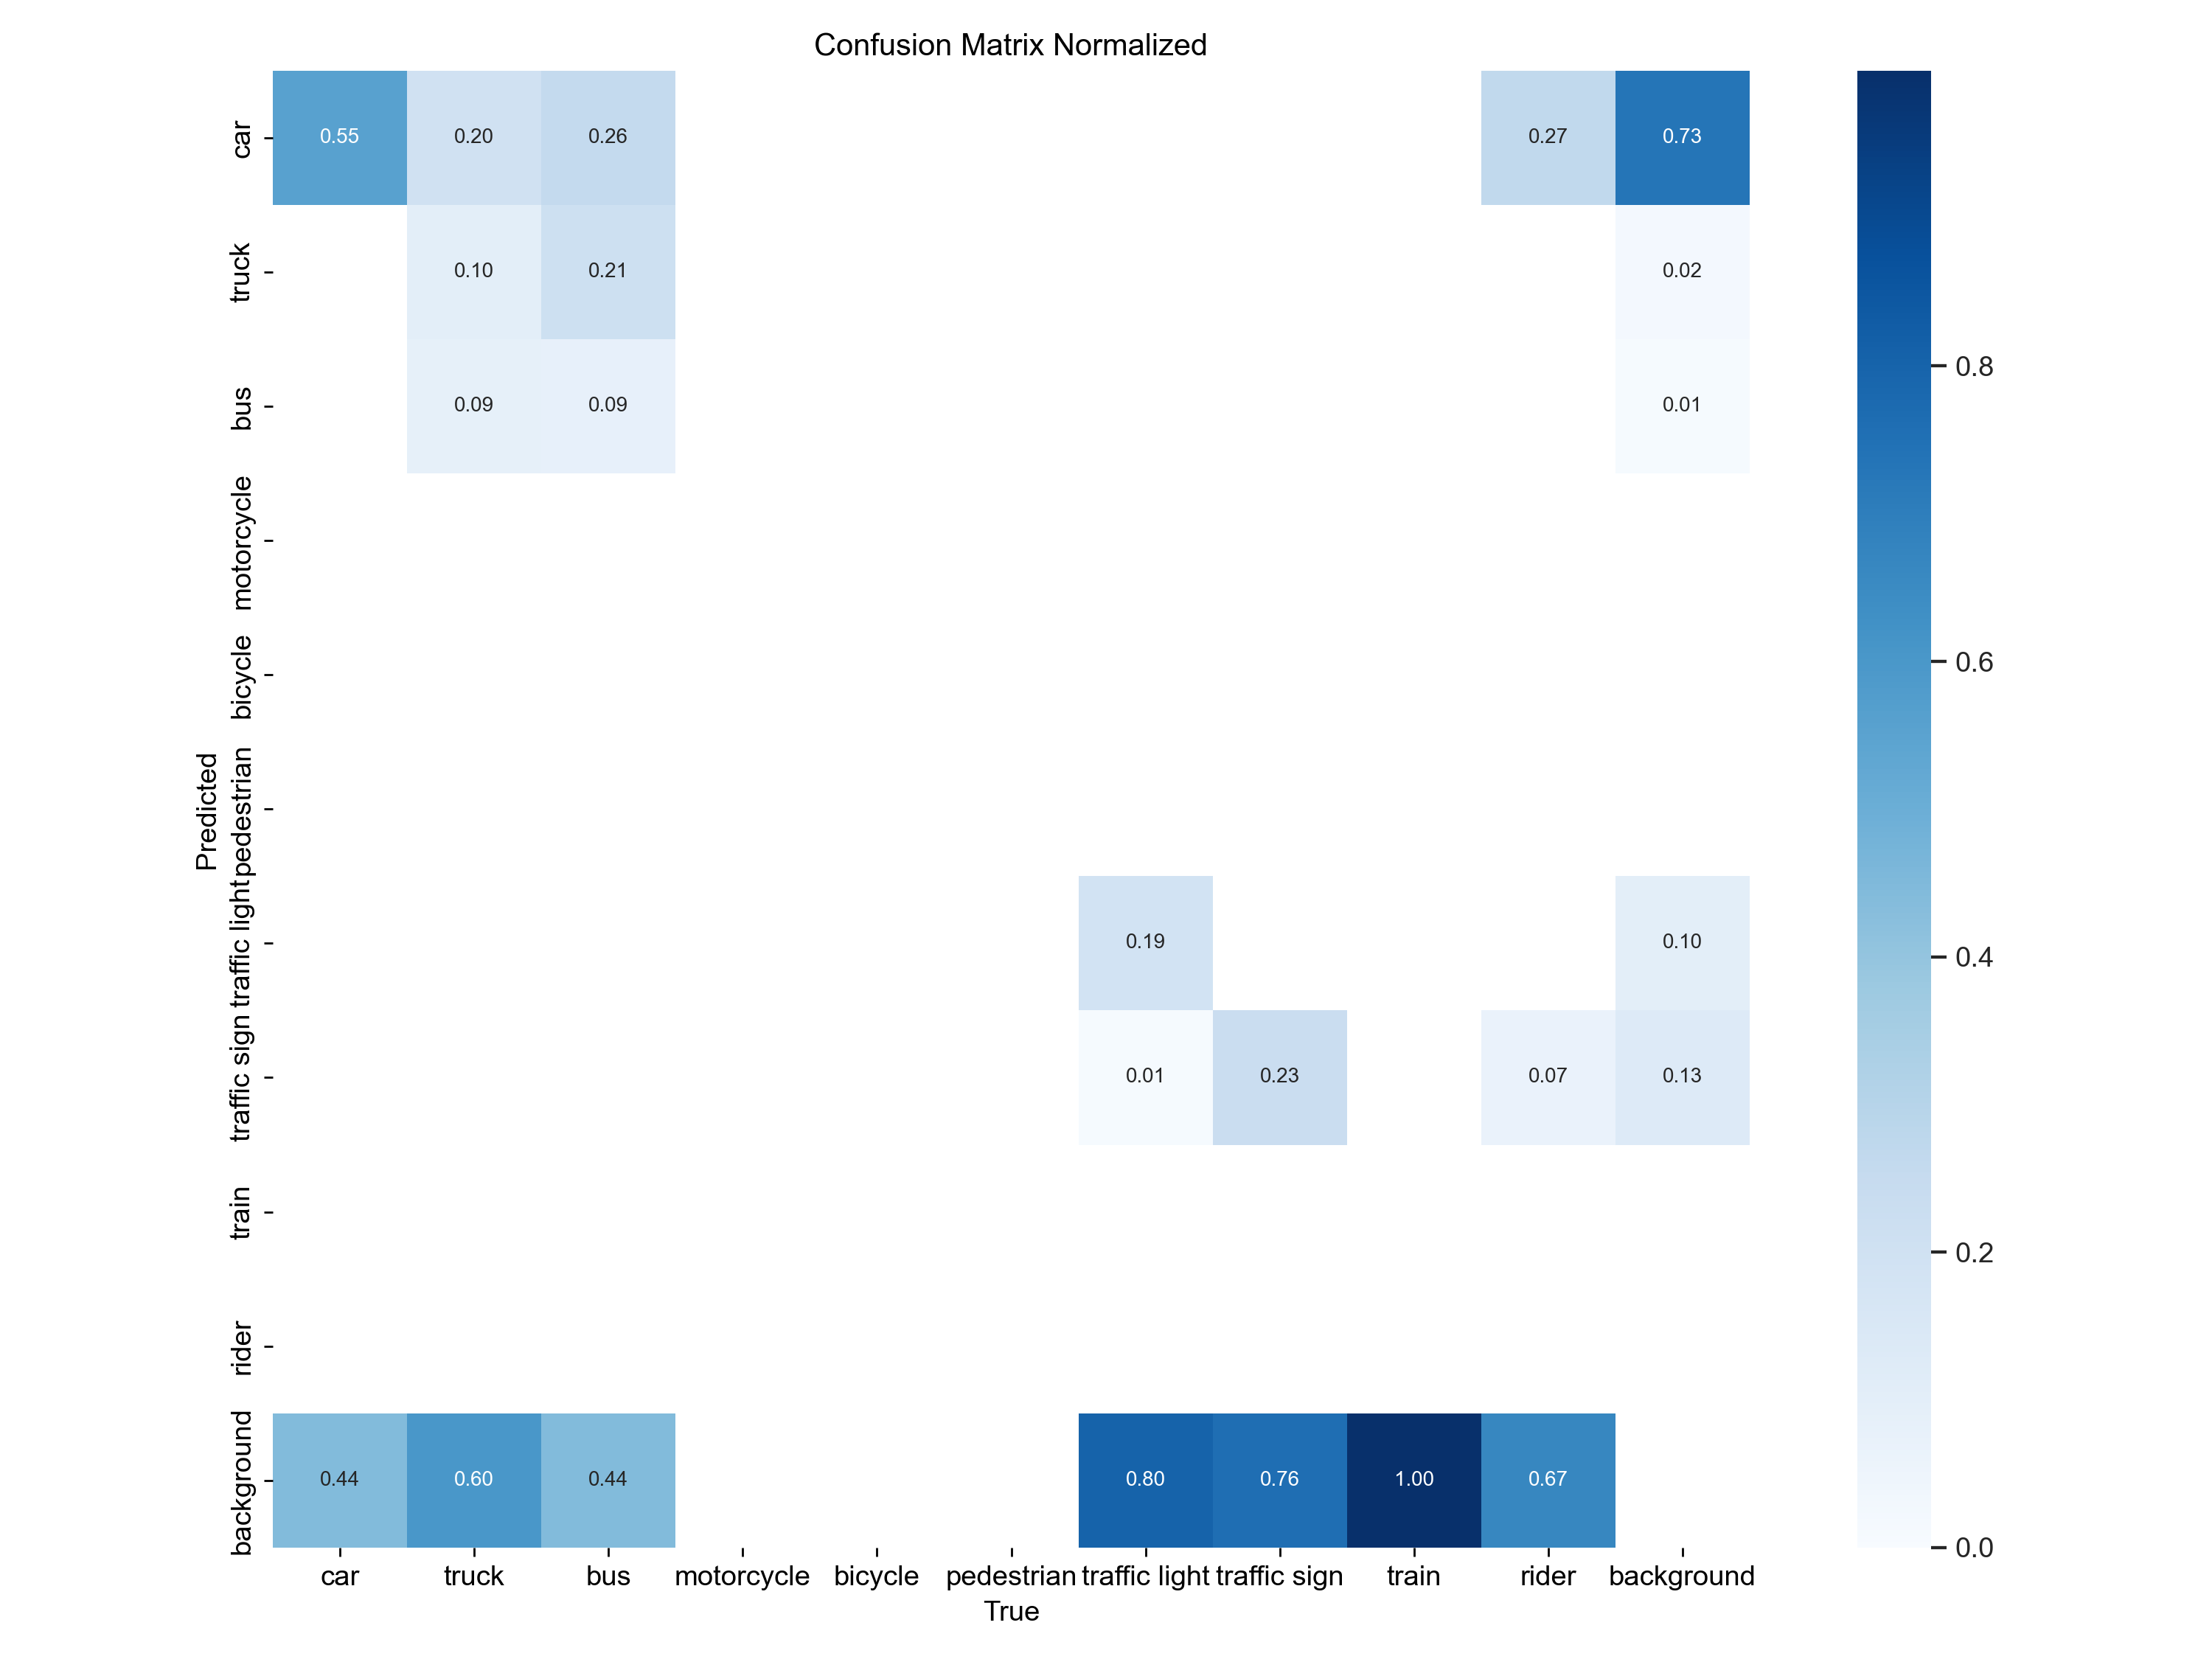 Confusion Matrix Normalized
car
0.55 0.20 0.26 0.27 0.73
truck
0.10 0.21 0.02
bus
0.09 0.09 0.01
motorcycle
bicycle
pedestrian
traffic light
0.19 0.10
traffic sign
0.01 0.23 0.07 0.13
train
rider
background
0.44 0.60 0.44 0.80 0.76 1.00 0.67
Predicted
car truck bus motorcycle bicycle pedestrian traffic light traffic sign train rider background
True
0.8
0.6
0.4
0.2
0.0